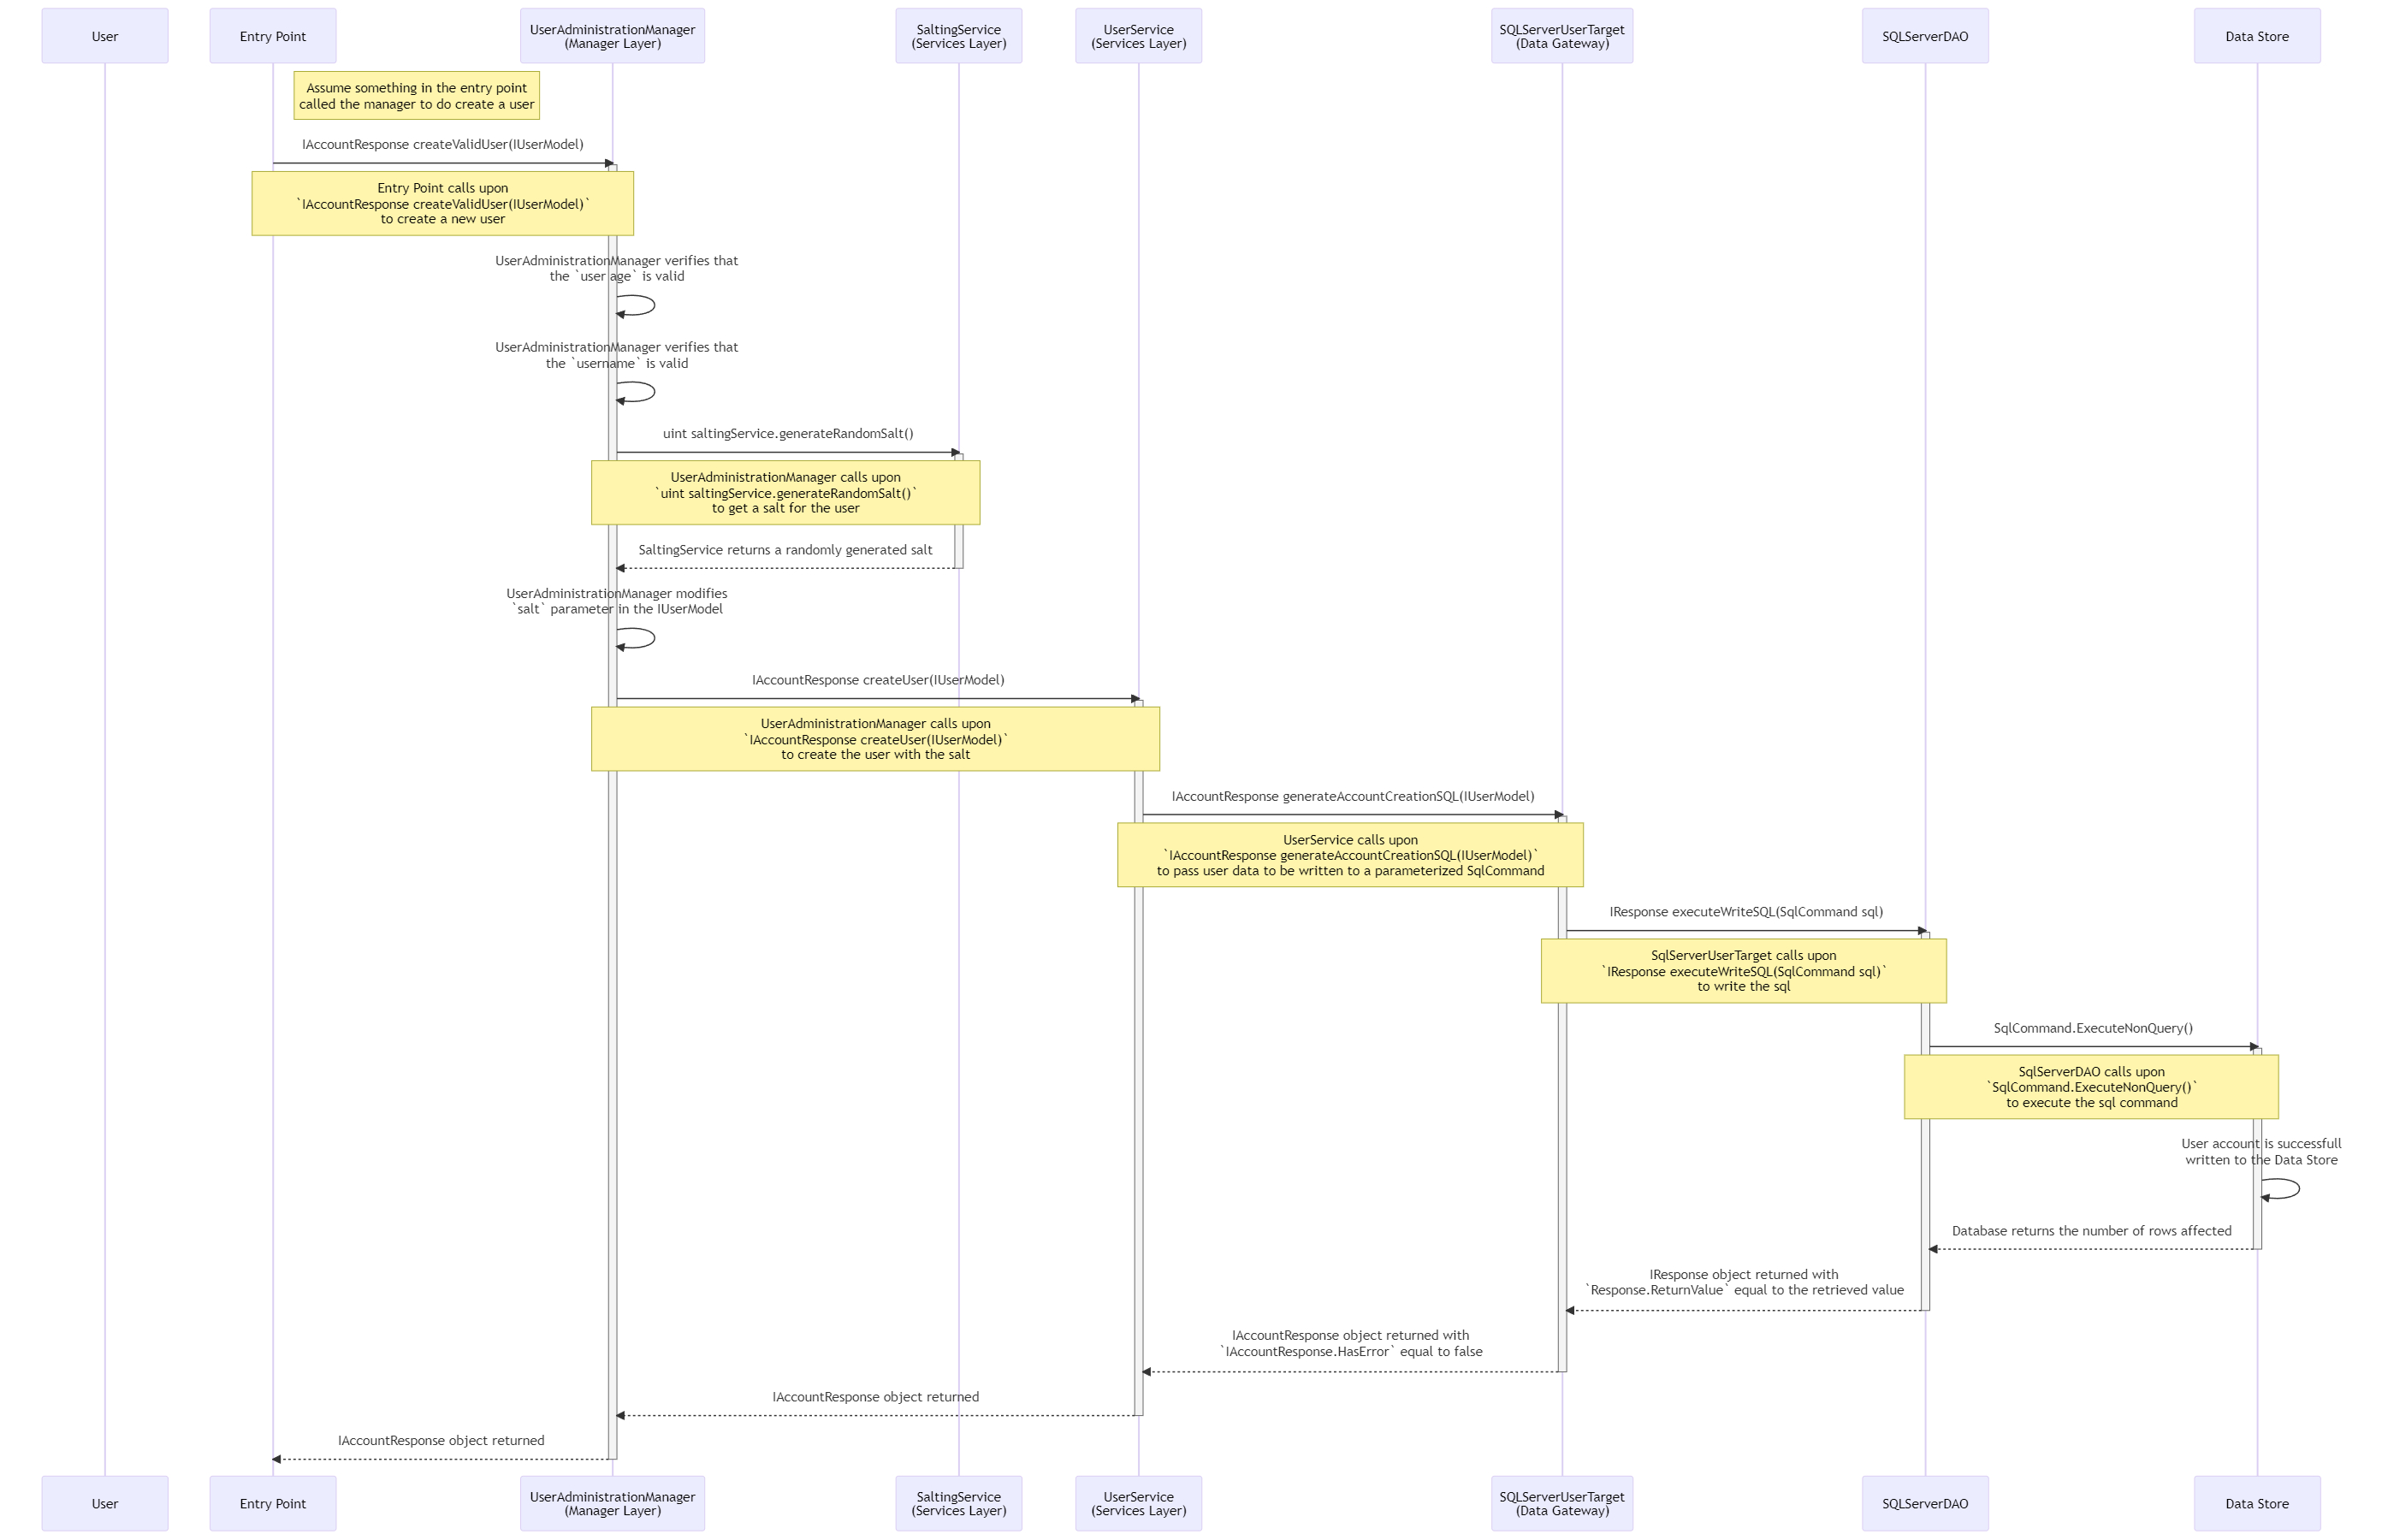 User
Entry Point
UserAdministrationManager
(Manager Layer)
SaltingService
(Services Layer)
UserService
(Services Layer)
SQLServerUserTarget
(Data Gateway)
SQLServerDAO
Data Store
Assume something in the entry point
called the manager to do create a user
IAccountResponse createValidUser(IUserModel)
Entry Point calls upon
`IAccountResponse createValidUser(IUserModel)`
to create a new user
UserAdministrationManager verifies that
the `user age` is valid
UserAdministrationManager verifies that
the `username` is valid
uint saltingService.generateRandomSalt()
UserAdministrationManager calls upon
`uint saltingService.generateRandomSalt()`
to get a salt for the user
SaltingService returns a randomly generated salt
UserAdministrationManager modifies
`salt` parameter in the IUserModel
IAccountResponse createUser(IUserModel)
UserAdministrationManager calls upon
`IAccountResponse createUser(IUserModel)`
to create the user with the salt
IAccountResponse generateAccountCreationSQL(IUserModel)
UserService calls upon
`IAccountResponse generateAccountCreationSQL(IUserModel)`
to pass user data to be written to a parameterized SqlCommand
IResponse executeWriteSQL(SqlCommand sql)
SqlServerUserTarget calls upon
`IResponse executeWriteSQL(SqlCommand sql)`
to write the sql
SqlCommand.ExecuteNonQuery()
SqlServerDAO calls upon
`SqlCommand.ExecuteNonQuery()`
to execute the sql command
User account is successfull
written to the Data Store
Database returns the number of rows affected
IResponse object returned with
`Response.ReturnValue` equal to the retrieved value
IAccountResponse object returned with
`IAccountResponse.HasError` equal to false
IAccountResponse object returned
IAccountResponse object returned
User
Entry Point
UserAdministrationManager
(Manager Layer)
SaltingService
(Services Layer)
UserService
(Services Layer)
SQLServerUserTarget
(Data Gateway)
SQLServerDAO
Data Store